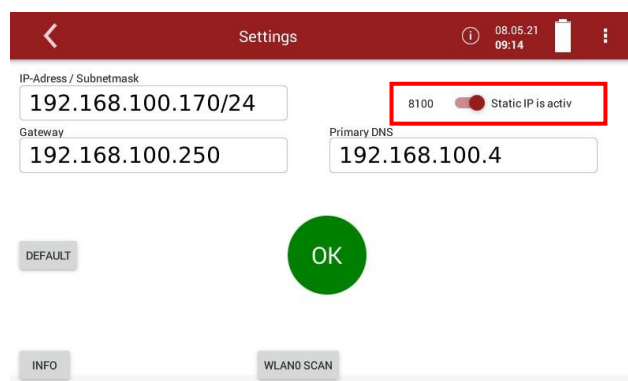 Settings
08.05.21
09:14
IP-Adress / Subnetmask
192.168.100.170/24
8100 Static IP is activ
Gateway
192.168.100.250
Primary DNS
192.168.100.4
DEFAULT
OK
INFO
WLAN0 SCAN